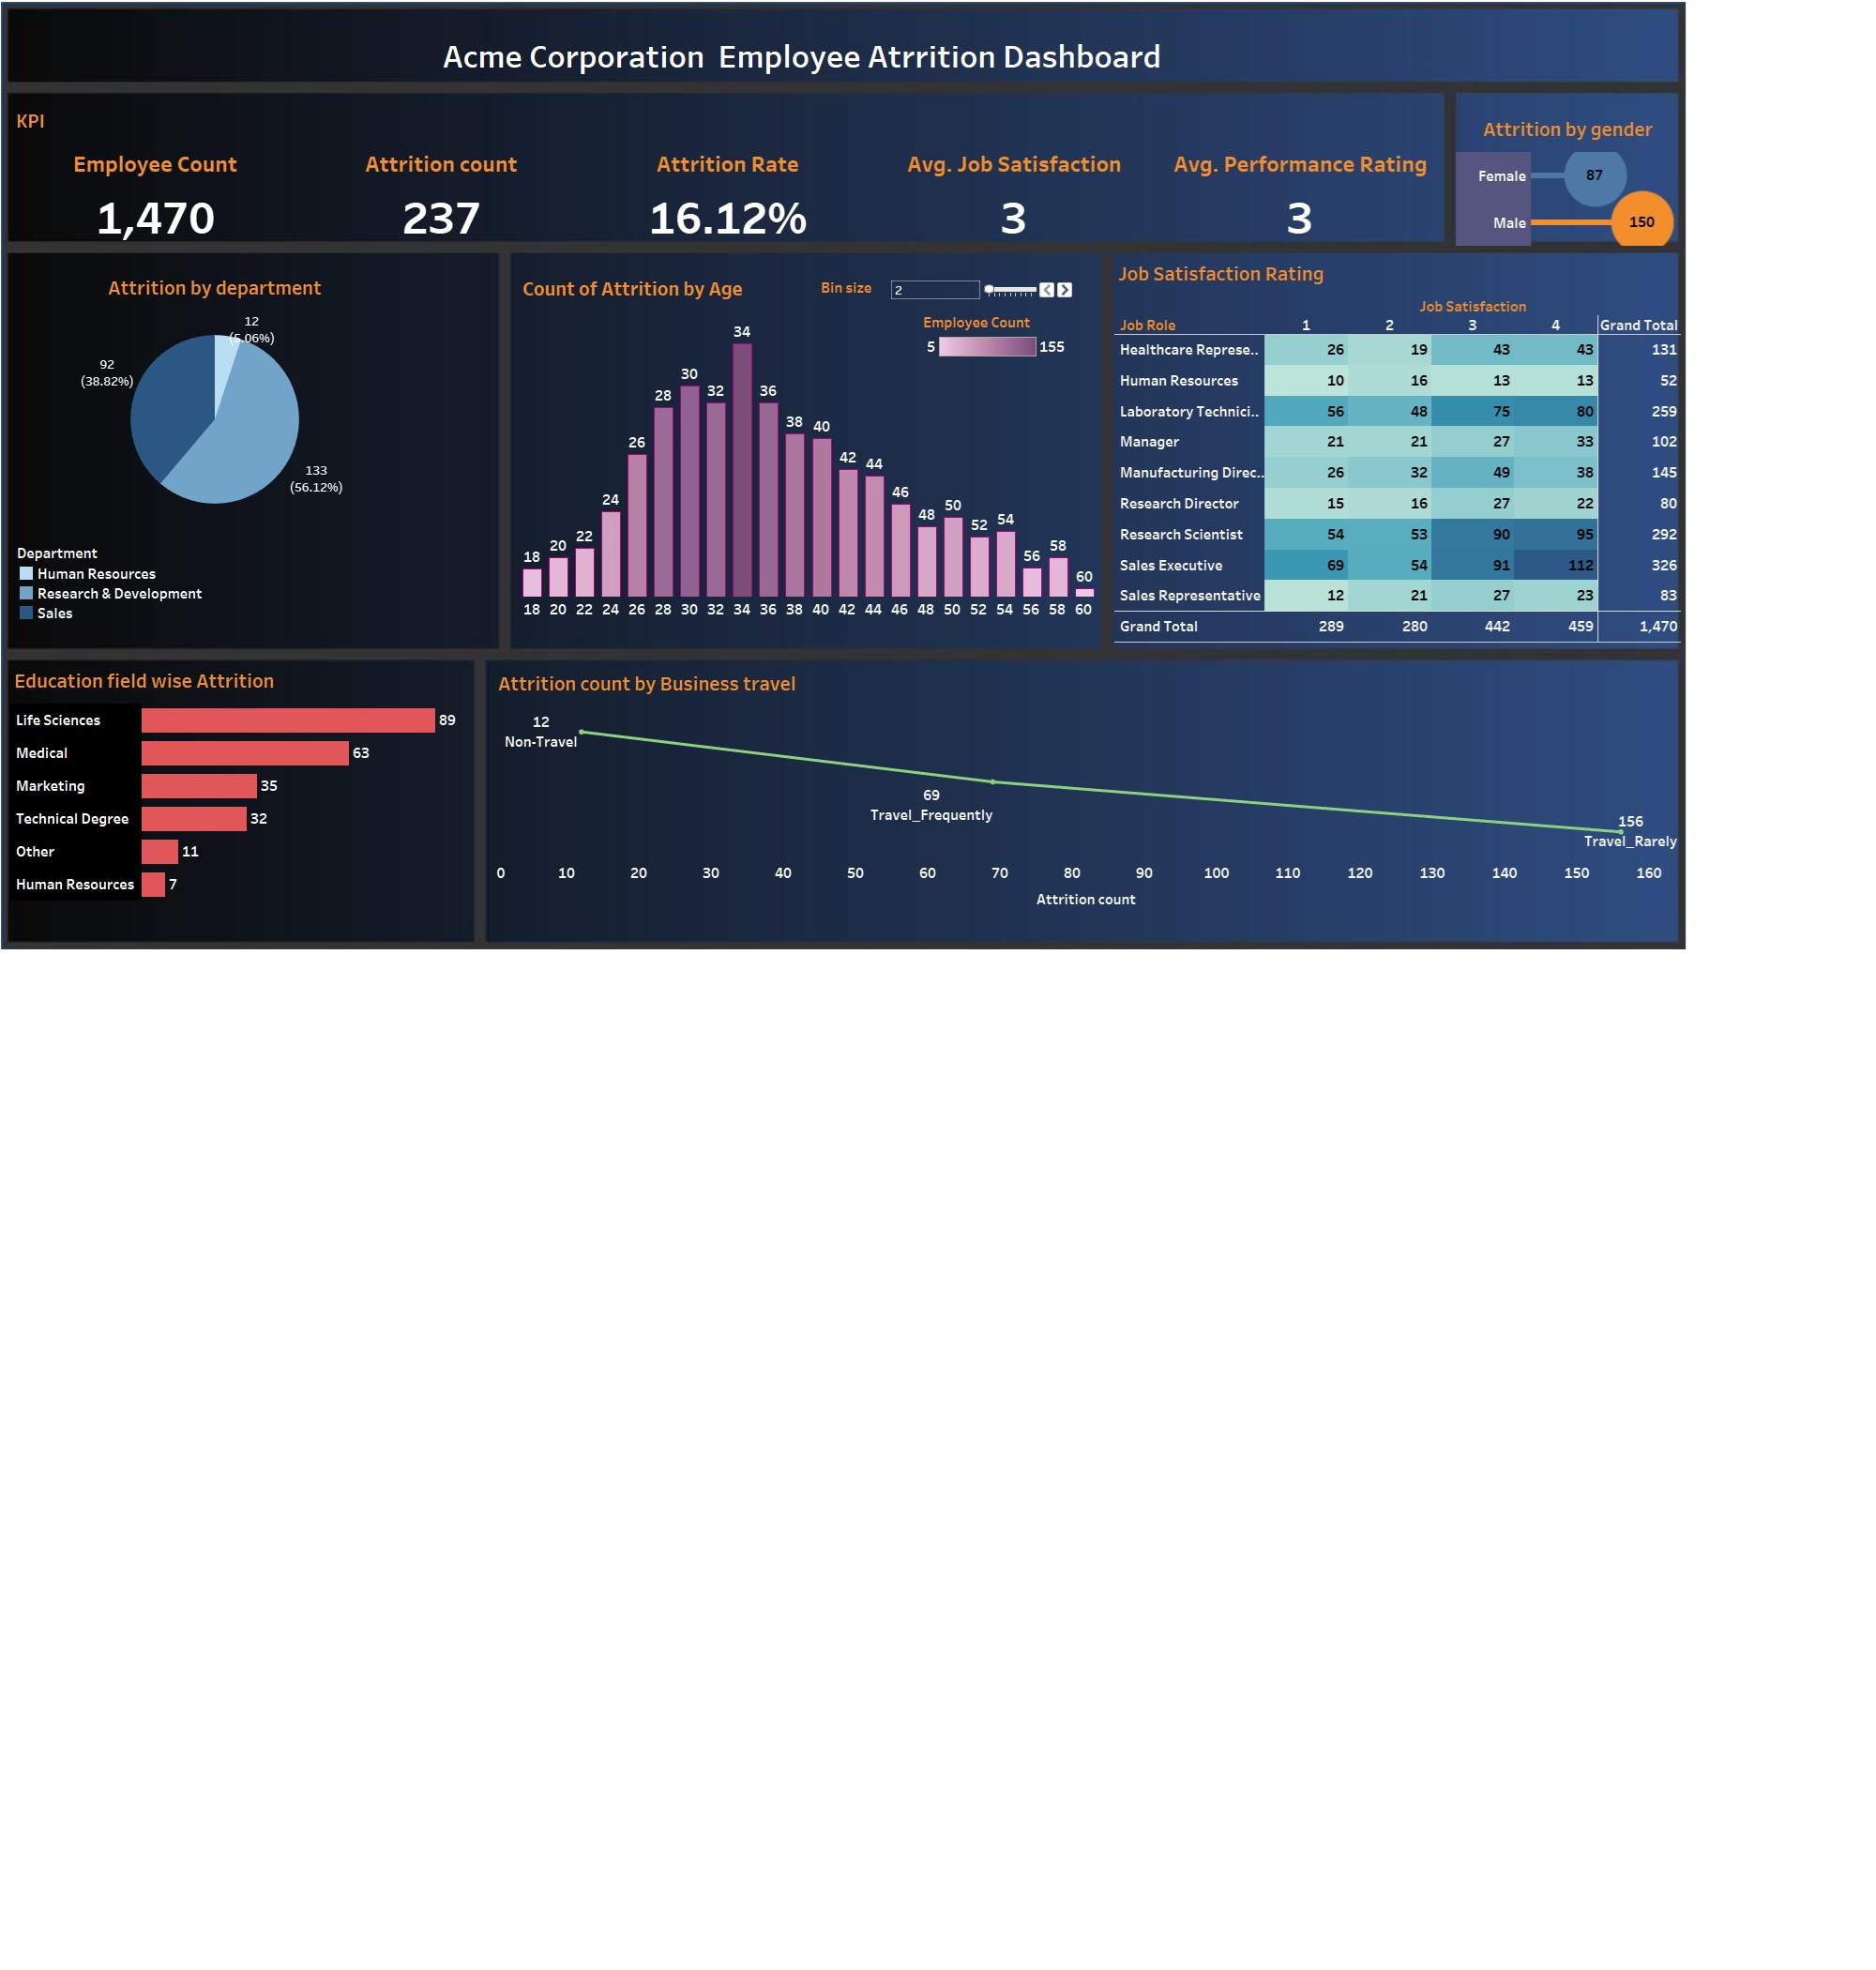 Acme Corporation  Employee Atrrition Dashboard
KPI
Employee Count
1,470
Attrition count
237
Attrition Rate
16.12%
Avg. Job Satisfaction
3
Avg. Performance Rating
3
Attrition by gender
Female 87
Male 150
Attrition by department
12
(5.06%)
92
(38.82%)
133
(56.12%)
Department
Human Resources
Research & Development
Sales
Count of Attrition by Age
Bin size 2
Employee Count
5 155
34
30
28 32 36
26 38 40
42 44
24 46
22 48 50
18 20 52 54
56 58
60
18 20 22 24 26 28 30 32 34 36 38 40 42 44 46 48 50 52 54 56 58 60
Job Satisfaction Rating
Job Satisfaction
Job Role 1 2 3 4 Grand Total
Healthcare Represe.. 26 19 43 43 131
Human Resources 10 16 13 13 52
Laboratory Technici.. 56 48 75 80 259
Manager 21 21 27 33 102
Manufacturing Direc.. 26 32 49 38 145
Research Director 15 16 27 22 80
Research Scientist 54 53 90 95 292
Sales Executive 69 54 91 112 326
Sales Representative 12 21 27 23 83
Grand Total 289 280 442 459 1,470
Education field wise Attrition
Life Sciences 89
Medical 63
Marketing 35
Technical Degree 32
Other 11
Human Resources 7
Attrition count by Business travel
12
Non-Travel
69
Travel_Frequently
156
Travel_Rarely
0 10 20 30 40 50 60 70 80 90 100 110 120 130 140 150 160
Attrition count